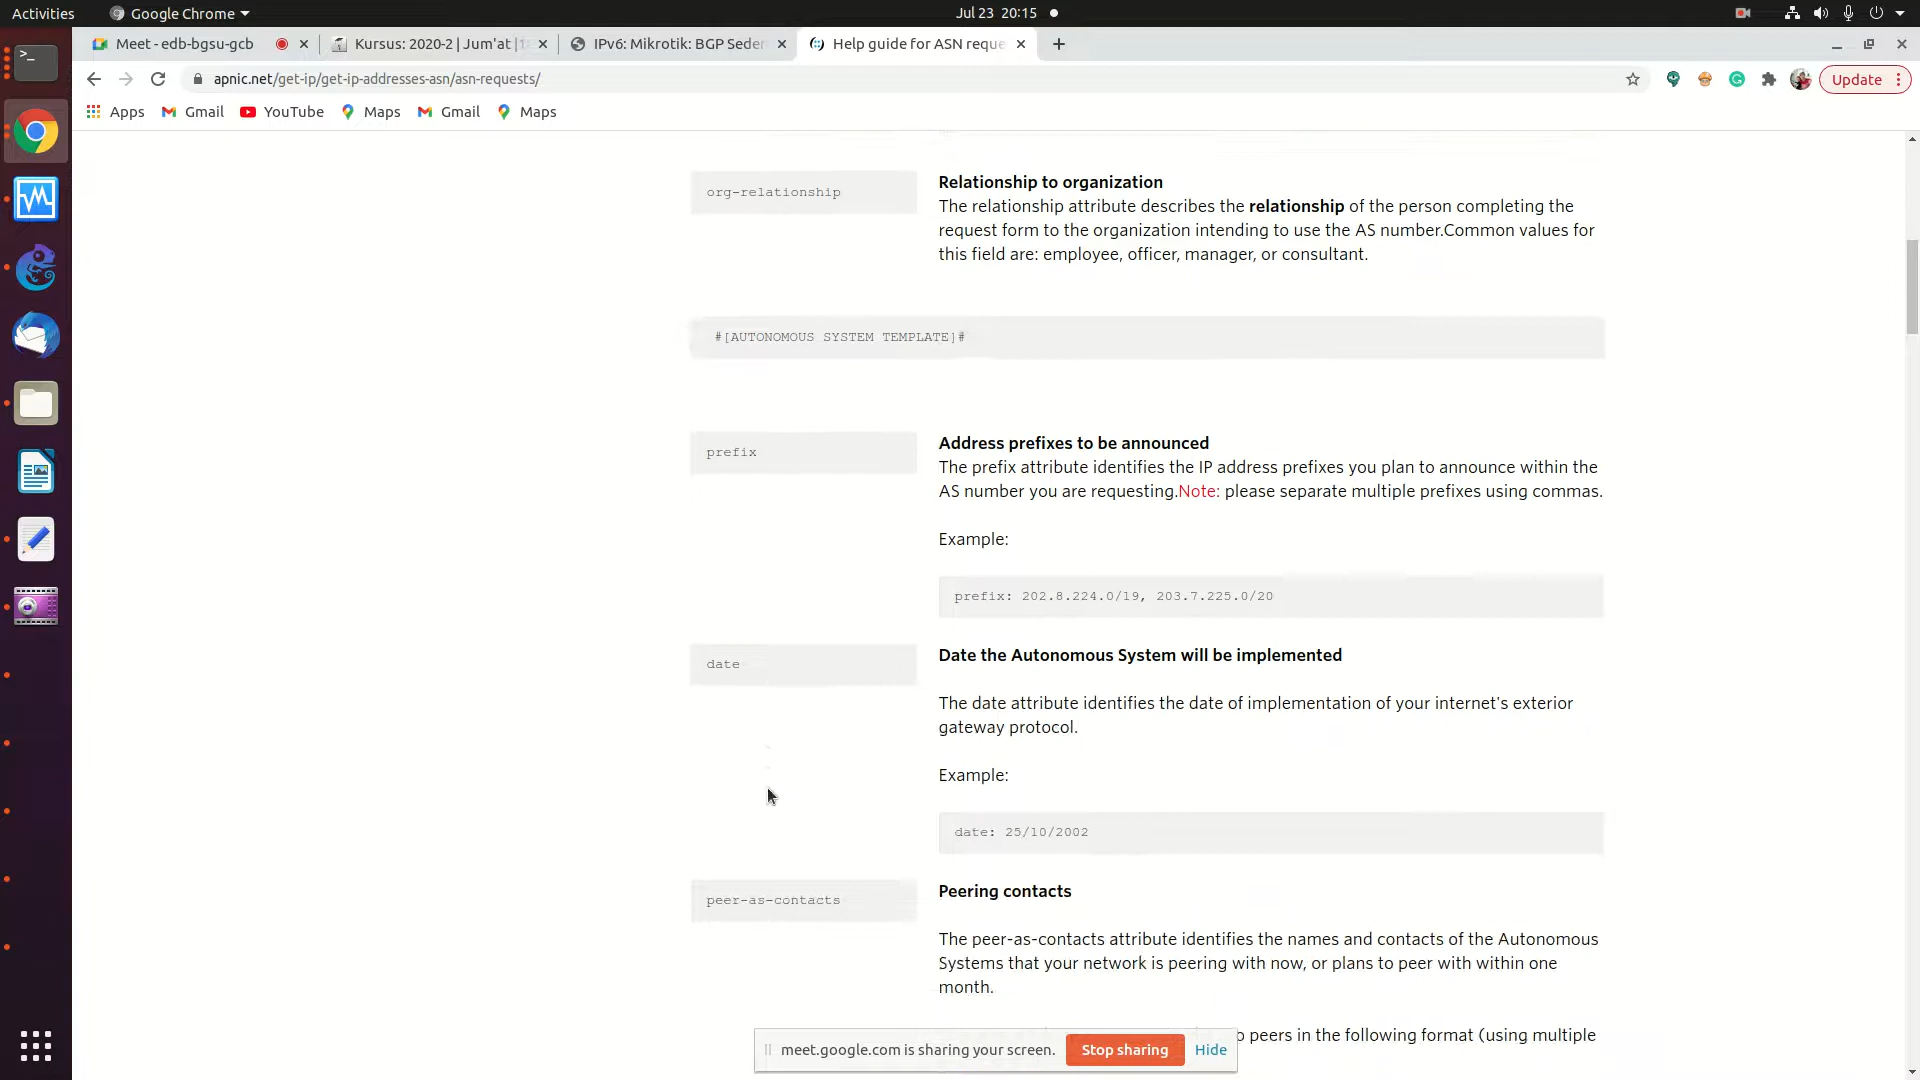 Activities
Google Chrome
Jul 23 20:15
Meet - edb-bgsu-gcb
Kursus: 2020-2 | Jum'at |
IPv6: Mikrotik: BGP Seder
Help guide for ASN reque
apnic.net/get-ip/get-ip-addresses-asn/asn-requests/
Update
Apps
Gmail
YouTube
Maps
Gmail
Maps
org-relationship
Relationship to organization
The relationship attribute describes the relationship of the person completing the
request form to the organization intending to use the AS number.Common values for
this field are: employee, officer, manager, or consultant.
#[AUTONOMOUS SYSTEM TEMPLATE]#
prefix
Address prefixes to be announced
The prefix attribute identifies the IP address prefixes you plan to announce within the
AS number you are requesting.Note: please separate multiple prefixes using commas.
Example:
prefix: 202.8.224.0/19, 203.7.225.0/20
date
Date the Autonomous System will be implemented
The date attribute identifies the date of implementation of your internet's exterior
gateway protocol.
Example:
date: 25/10/2002
peer-as-contacts
Peering contacts
The peer-as-contacts attribute identifies the names and contacts of the Autonomous
Systems that your network is peering with now, or plans to peer with within one
month.
peers in the following format (using multiple
meet.google.com is sharing your screen.
Stop sharing
Hide